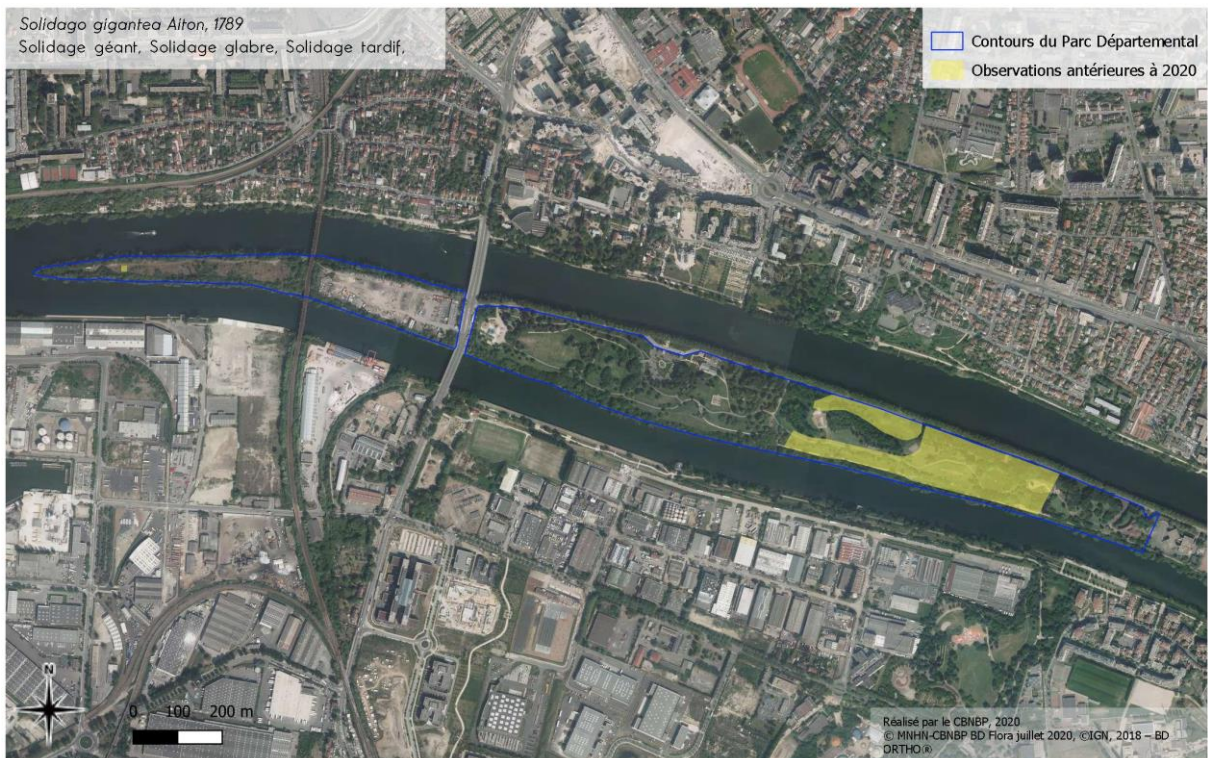 Solidago gigantea Aiton, 1789
Solidage géant, Solidage glabre, Solidage tardif,
Contours du Parc Départemental
Observations antérieures à 2020
N
0 100 200 m
Réalisé par le CBNBP, 2020
© MNHN-CBNBP BD Flora juillet 2020, ©IGN, 2018 – BD
ORTHO®